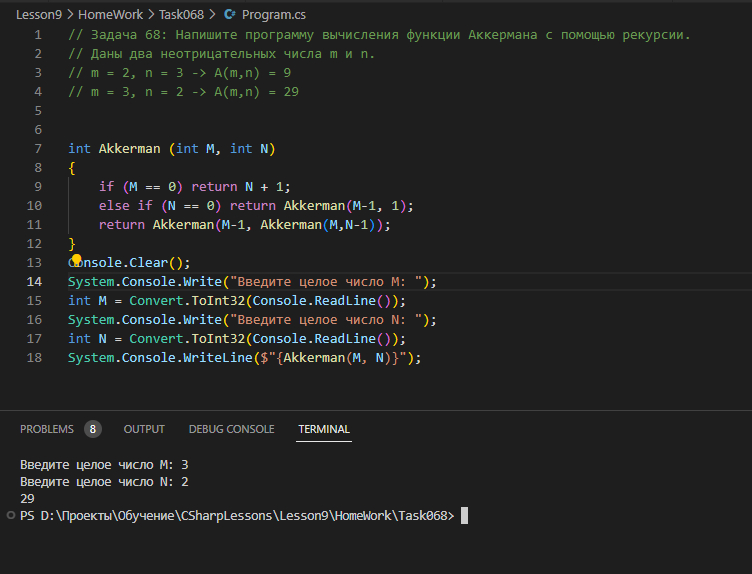 Lesson9 > HomeWork > Task068 > C# Program.cs
1 // Задача 68: Напишите программу вычисления функции Аккермана с помощью рекурсии.
2 // Даны два неотрицательных числа m и n.
3 // m = 2, n = 3 -> A(m,n) = 9
4 // m = 3, n = 2 -> A(m,n) = 29
5
6
7 int Akkerman (int M, int N)
8 {
9     if (M == 0) return N + 1;
10     else if (N == 0) return Akkerman(M-1, 1);
11     return Akkerman(M-1, Akkerman(M,N-1));
12 }
13 Console.Clear();
14 System.Console.Write("Введите целое число M: ");
15 int M = Convert.ToInt32(Console.ReadLine());
16 System.Console.Write("Введите целое число N: ");
17 int N = Convert.ToInt32(Console.ReadLine());
18 System.Console.WriteLine($"{Akkerman(M, N)}");
PROBLEMS 8 OUTPUT DEBUG CONSOLE TERMINAL
Введите целое число M: 3
Введите целое число N: 2
29
PS D:\Проекты\Обучение\CSharpLessons\Lesson9\HomeWork\Task068>